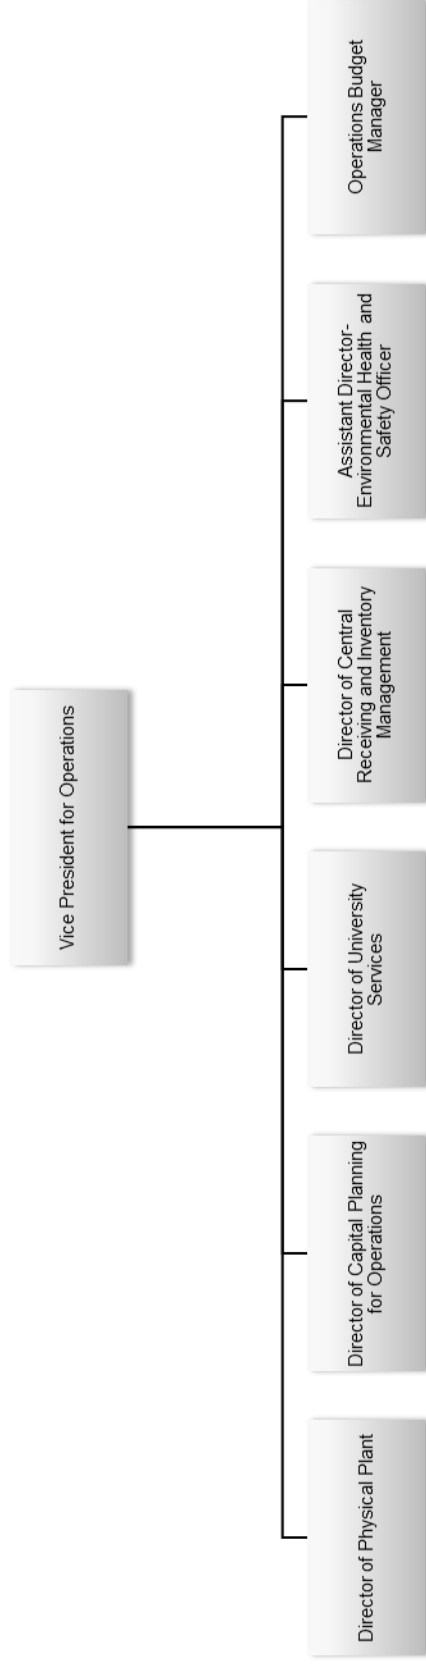 Vice President for Operations
Director of Physical Plant
Director of Capital Planning
for Operations
Director of University
Services
Director of Central
Receiving and Inventory
Management
Assistant Director-
Environmental Health and
Safety Officer
Operations Budget
Manager